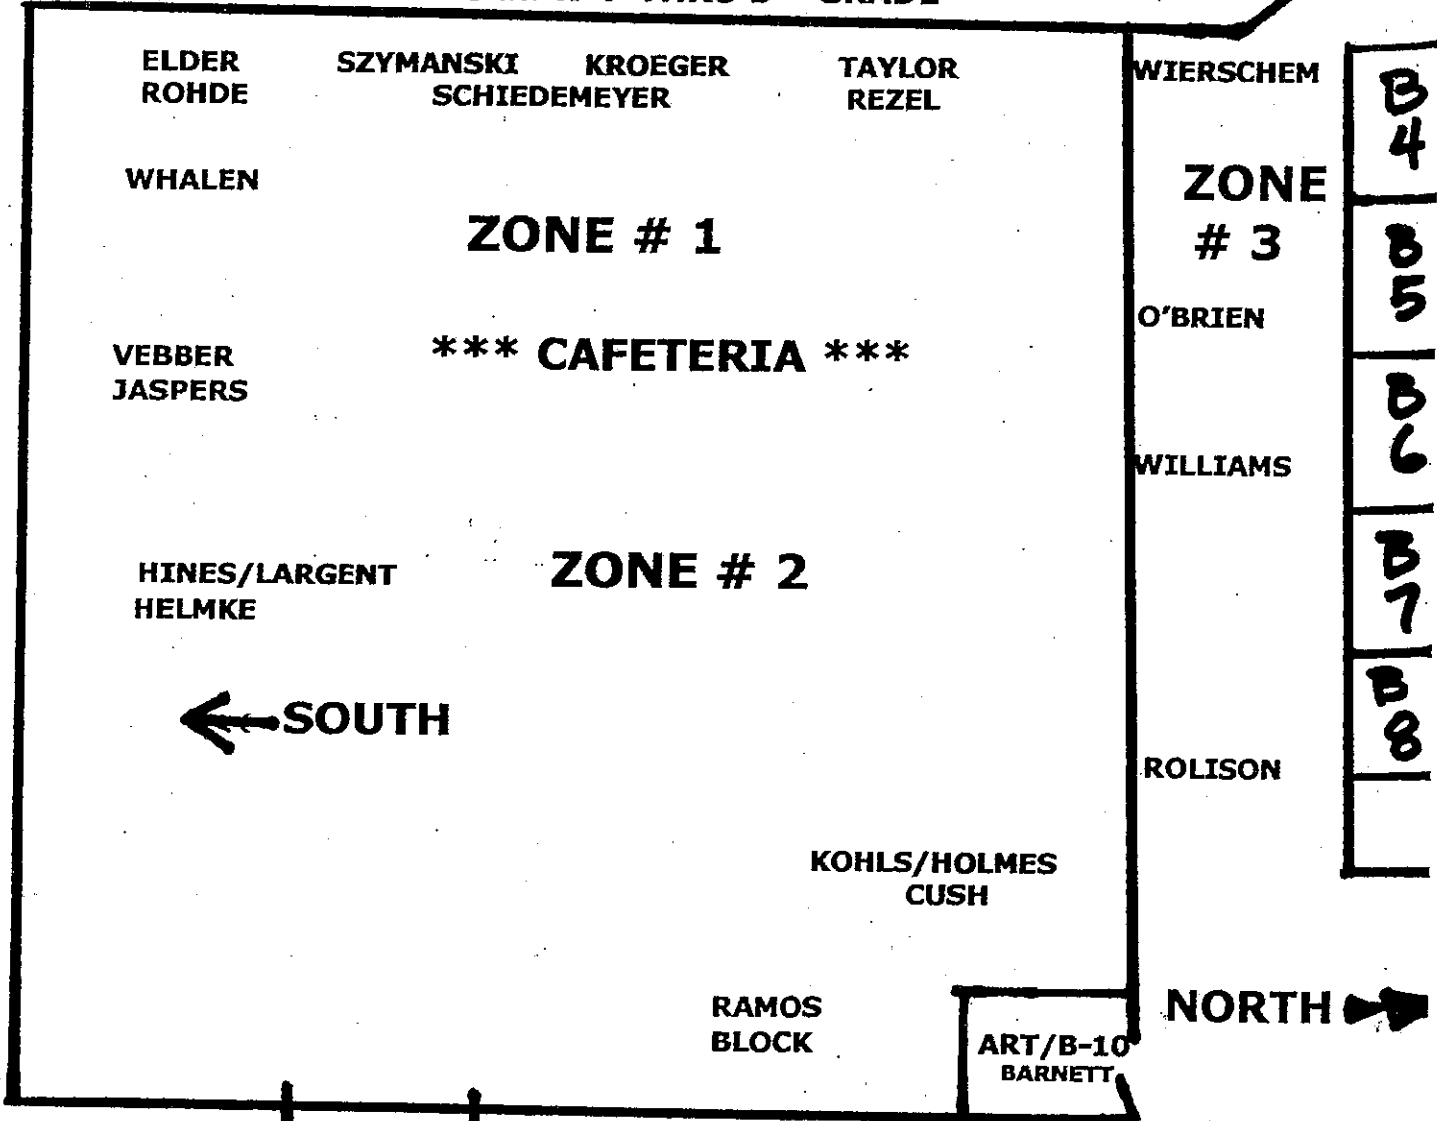 GRADE
ELDER
ROHDE
SZYMANSKI KROEGER
SCHIEDEMEYER
TAYLOR
REZEL
WIERSCHEM
B
4
WHALEN
ZONE # 1
ZONE
# 3
B
5
O'BRIEN
VEBBER
JASPERS
*** CAFETERIA ***
B
6
WILLIAMS
HINES/LARGENT
HELMKE
ZONE # 2
B
7
SOUTH
B
8
ROLISON
KOHLS/HOLMES
CUSH
RAMOS
BLOCK
NORTH
ART/B-10
BARNETT